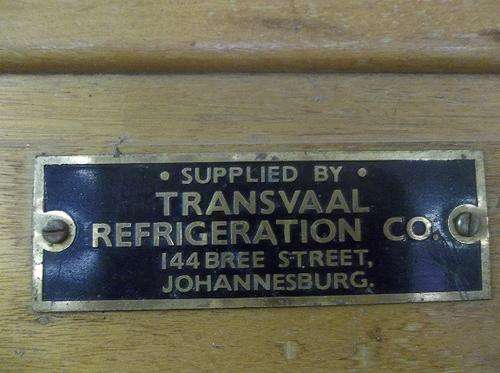 • SUPPLIED BY •
TRANSVAAL
REFRIGERATION CO.
144 BREE STREET,
JOHANNESBURG.